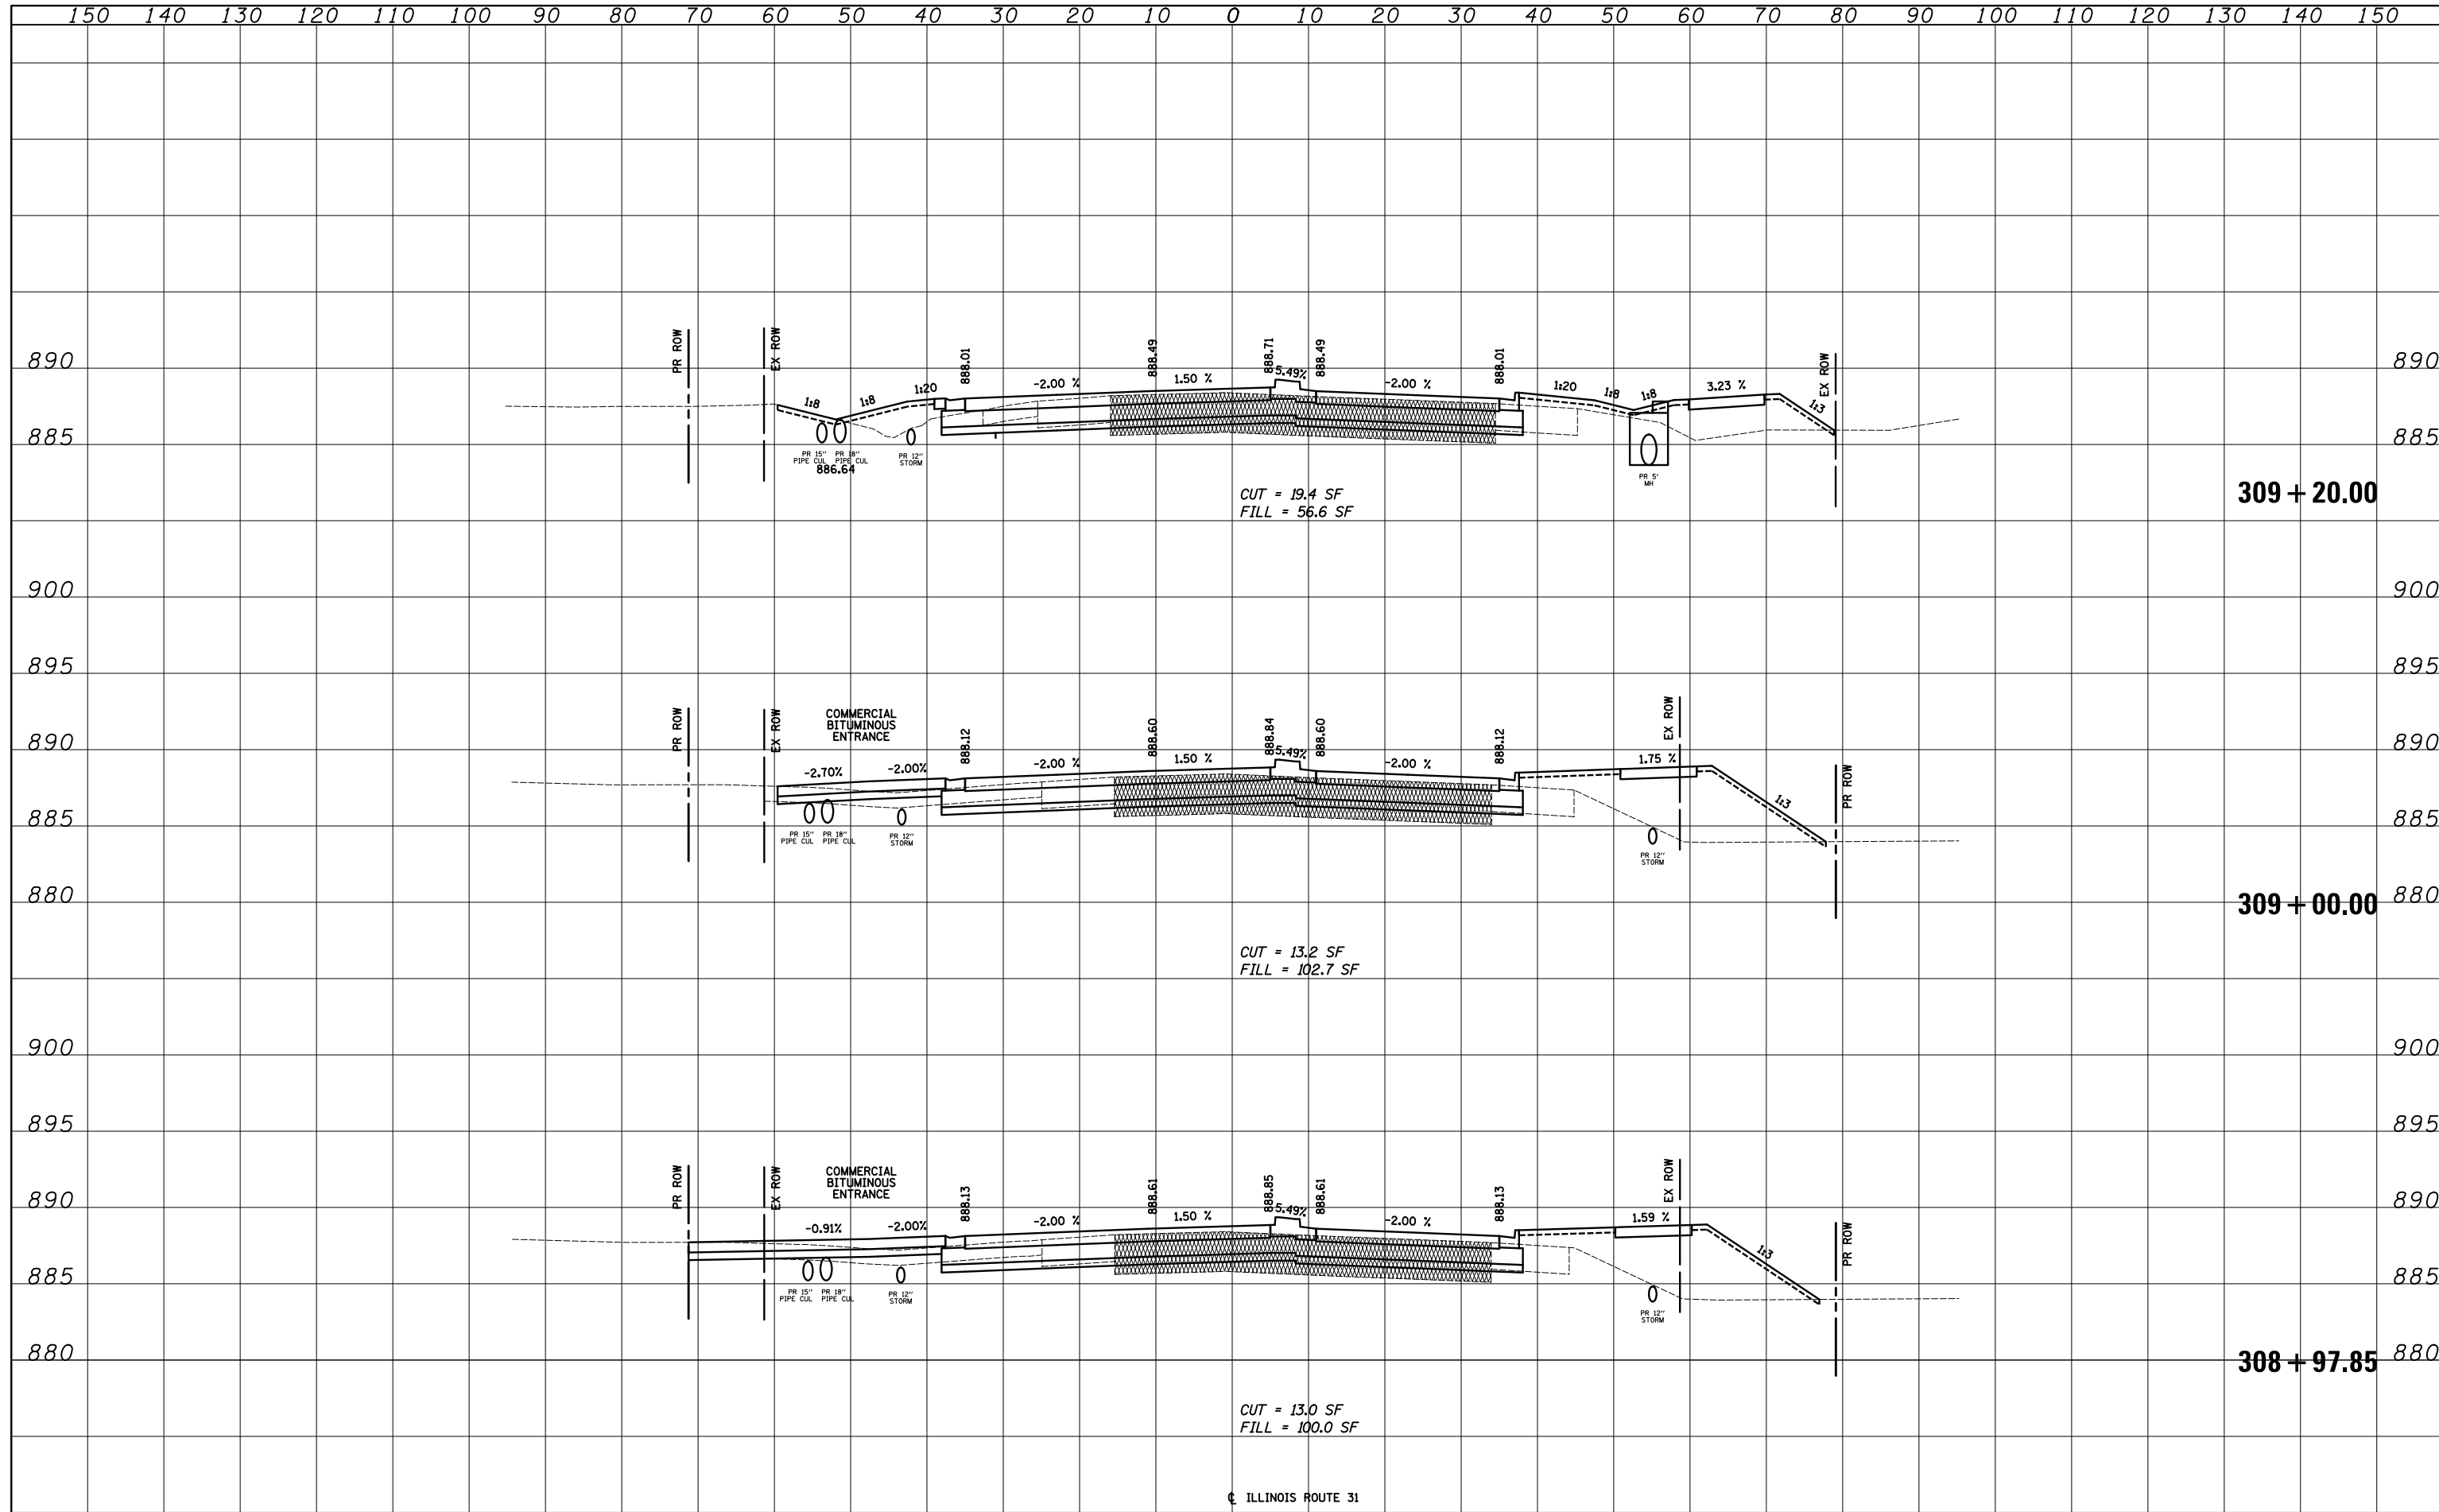 150 140 130 120 110 100 90 80 70 60 50 40 30 20 10 0 10 20 30 40 50 60 70 80 90 100 110 120 130 140 150
PR ROW
EX ROW
888.01
888.49
888.71
888.49
888.01
EX ROW
890
890
1:8
1:8
1:20
-2.00 %
1.50 %
5.49%
-2.00 %
1:20
1:8
1:8
3.23 %
1:3
885
885
PR 15" PIPE CUL
PR 18" PIPE CUL
886.64
PR 12" STORM
PR 5' MH
CUT = 19.4 SF
FILL = 56.6 SF
309 + 20.00
900
900
895
895
PR ROW
EX ROW
COMMERCIAL
BITUMINOUS
ENTRANCE
888.12
888.60
888.84
888.60
888.12
EX ROW
PR ROW
890
890
-2.70%
-2.00%
-2.00 %
1.50 %
5.49%
-2.00 %
1.75 %
1:3
885
885
PR 15" PIPE CUL
PR 18" PIPE CUL
PR 12" STORM
PR 12" STORM
880
309 + 00.00
880
CUT = 13.2 SF
FILL = 102.7 SF
900
900
895
895
PR ROW
EX ROW
COMMERCIAL
BITUMINOUS
ENTRANCE
888.13
888.61
888.85
888.61
888.13
EX ROW
PR ROW
890
890
-0.91%
-2.00%
-2.00 %
1.50 %
5.49%
-2.00 %
1.59 %
1:3
885
885
PR 15" PIPE CUL
PR 18" PIPE CUL
PR 12" STORM
PR 12" STORM
880
308 + 97.85
880
CUT = 13.0 SF
FILL = 100.0 SF
℄ ILLINOIS ROUTE 31